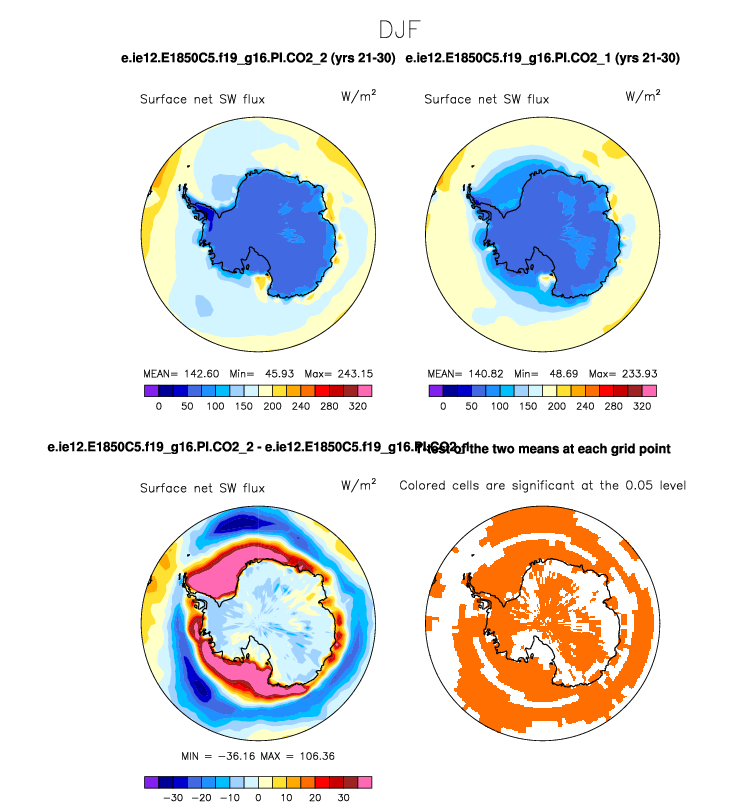 DJF
e.ie12.E1850C5.f19_g16.PI.CO2_2 (yrs 21-30) e.ie12.E1850C5.f19_g16.PI.CO2_1 (yrs 21-30)
Surface net SW flux W/m² Surface net SW flux W/m²
MEAN= 142.60 Min= 45.93 Max= 243.15 MEAN= 140.82 Min= 48.69 Max= 233.93
0 50 100 150 200 240 280 320 0 50 100 150 200 240 280 320
e.ie12.E1850C5.f19_g16.PI.CO2_2 - e.ie12.E1850C5.f19_g16.PI.CO2_1 T-test of the two means at each grid point
Surface net SW flux W/m² Colored cells are significant at the 0.05 level
MIN = -36.16 MAX = 106.36
-30 -20 -10 0 10 20 30